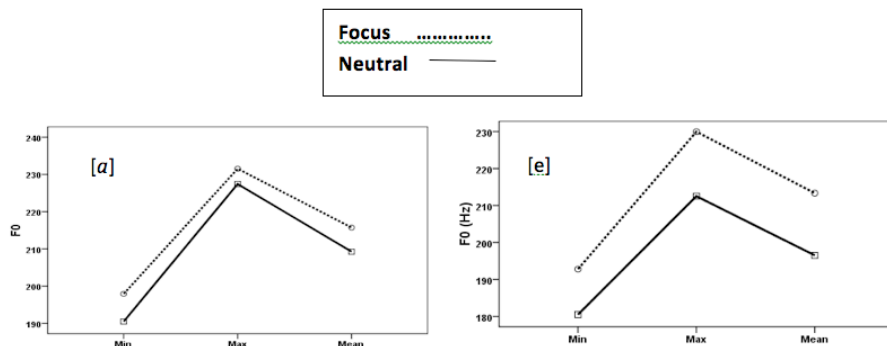 Focus …………..
Neutral
[a]
F0
240
230
220
210
200
190
Min Max Mean
[e]
F0 (Hz)
230
220
210
200
190
180
Min Max Mean